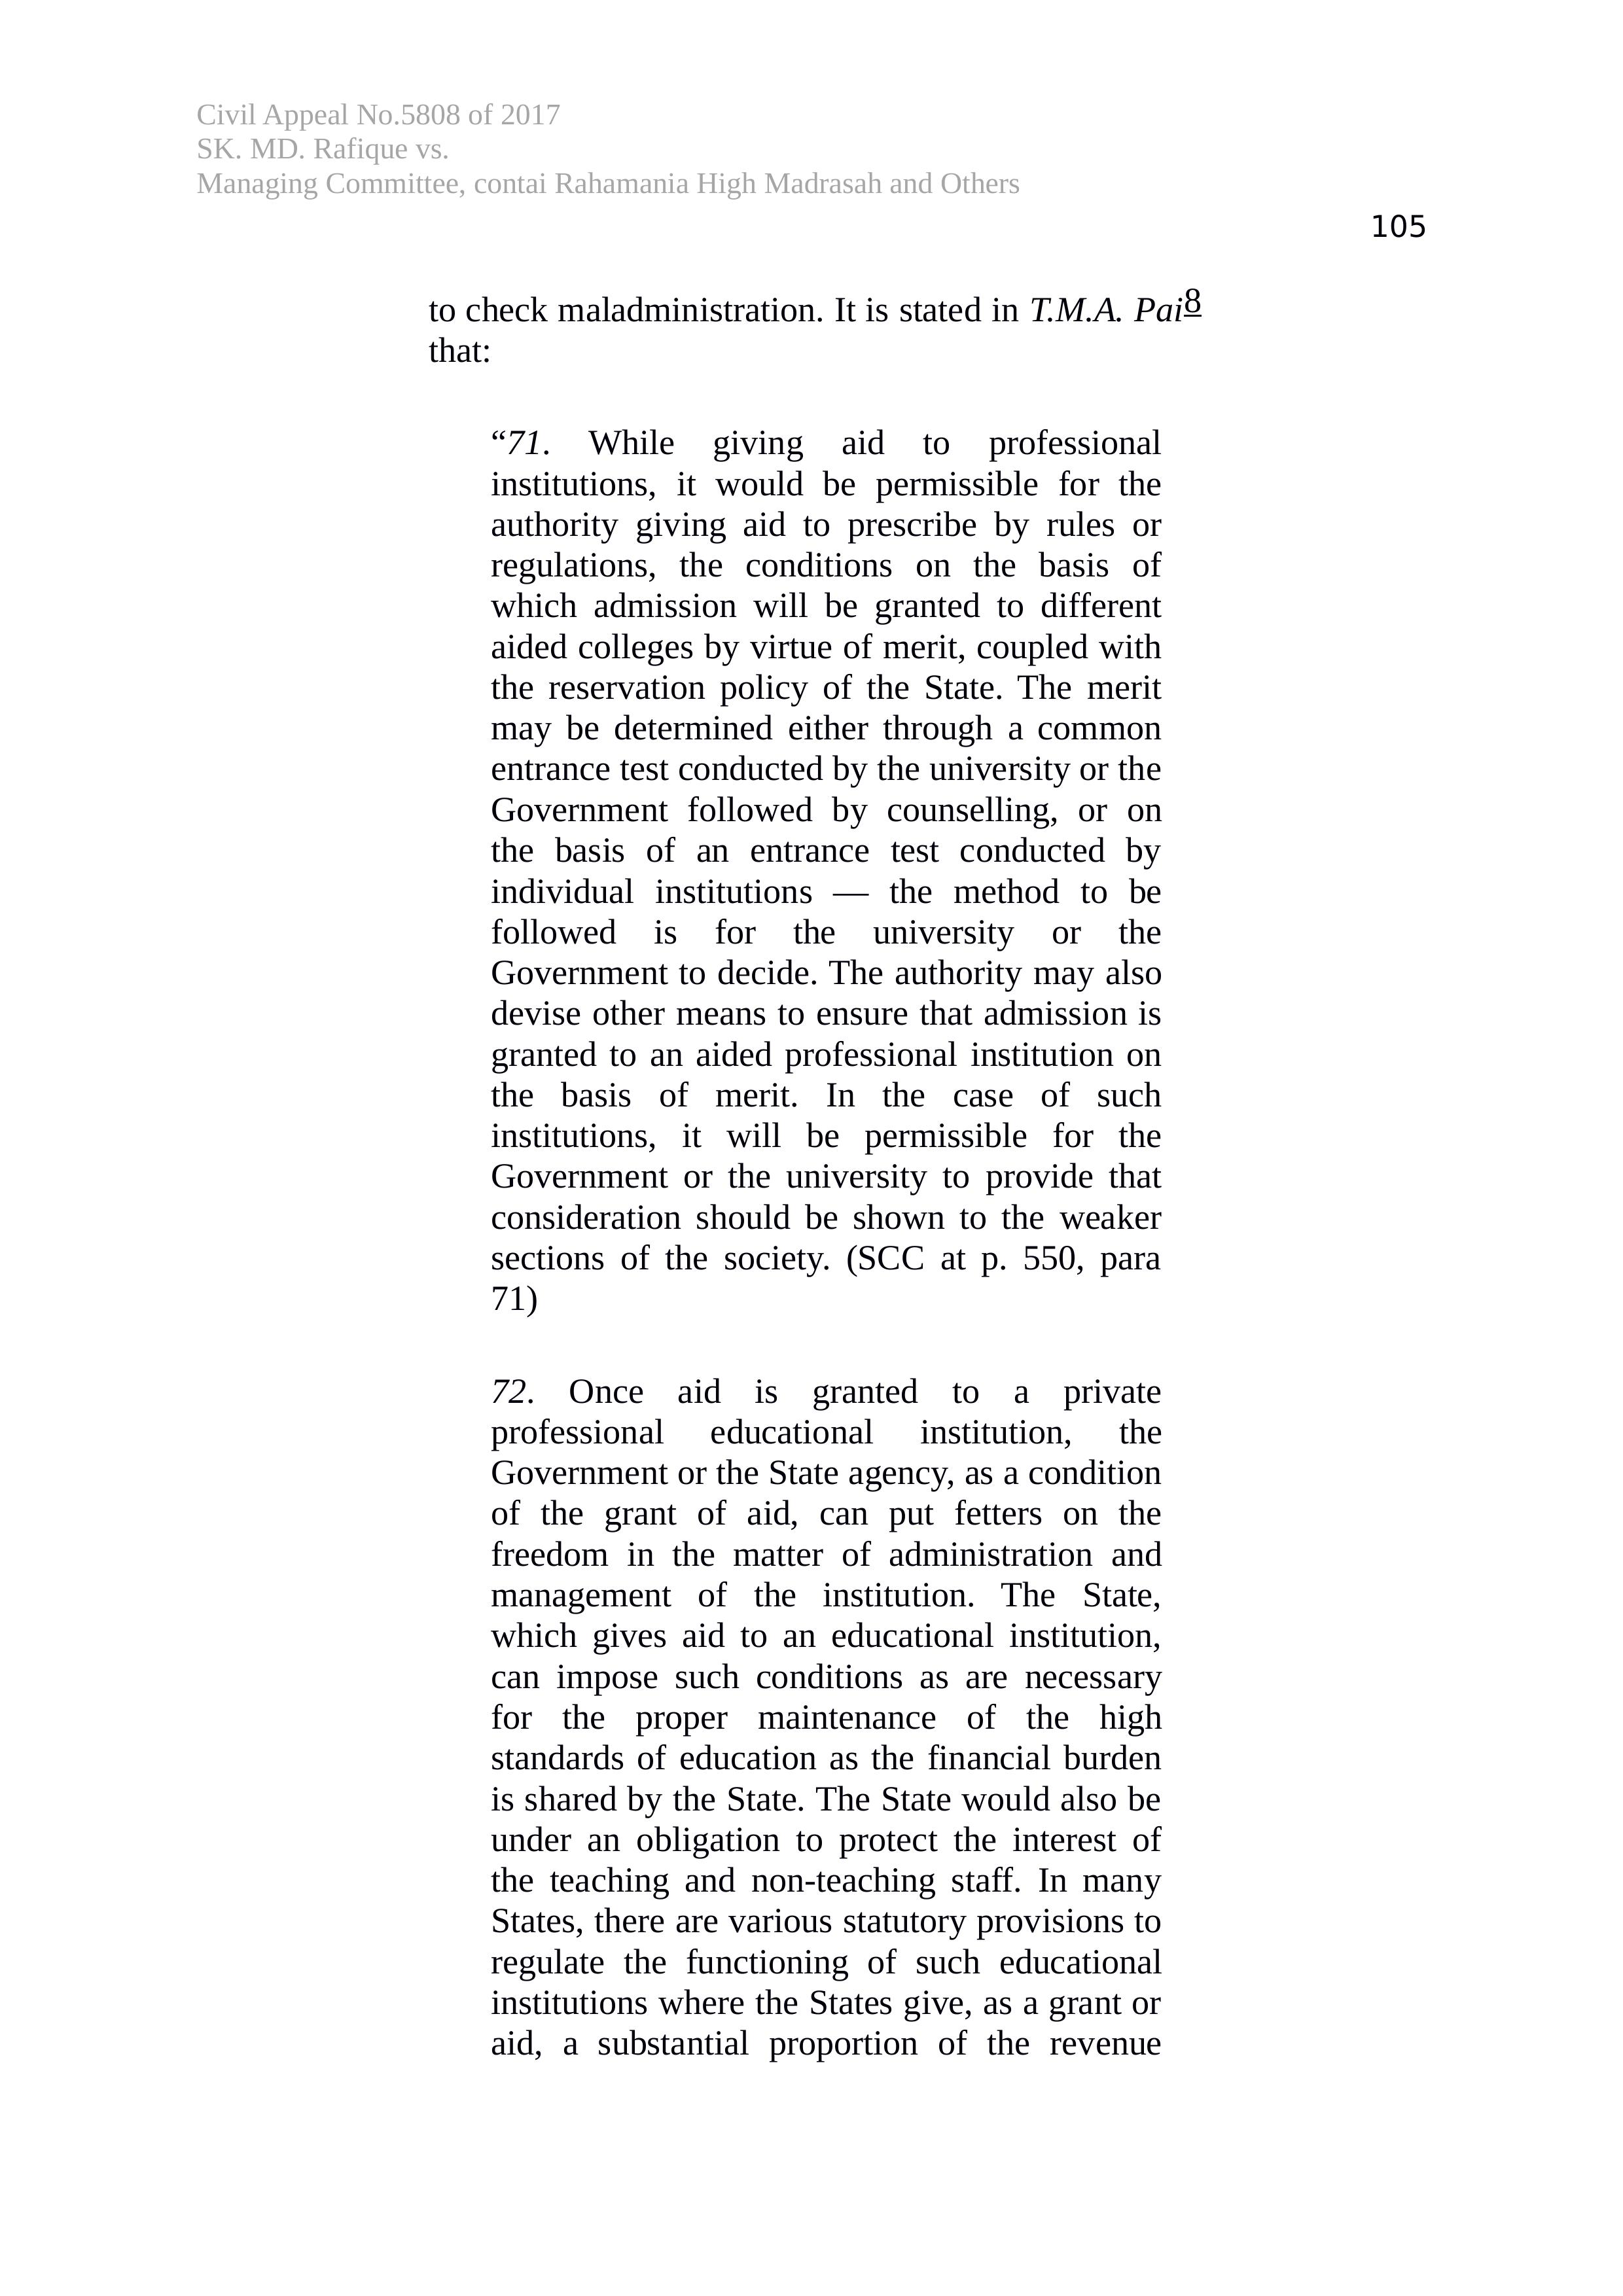 Civil Appeal No.5808 of 2017
SK. MD. Rafique vs.
Managing Committee, contai Rahamania High Madrasah and Others
105
to check maladministration. It is stated in T.M.A. Pai8
that:
“71. While giving aid to professional
institutions, it would be permissible for the
authority giving aid to prescribe by rules or
regulations, the conditions on the basis of
which admission will be granted to different
aided colleges by virtue of merit, coupled with
the reservation policy of the State. The merit
may be determined either through a common
entrance test conducted by the university or the
Government followed by counselling, or on
the basis of an entrance test conducted by
individual institutions — the method to be
followed is for the university or the
Government to decide. The authority may also
devise other means to ensure that admission is
granted to an aided professional institution on
the basis of merit. In the case of such
institutions, it will be permissible for the
Government or the university to provide that
consideration should be shown to the weaker
sections of the society. (SCC at p. 550, para
71)
72. Once aid is granted to a private
professional educational institution, the
Government or the State agency, as a condition
of the grant of aid, can put fetters on the
freedom in the matter of administration and
management of the institution. The State,
which gives aid to an educational institution,
can impose such conditions as are necessary
for the proper maintenance of the high
standards of education as the financial burden
is shared by the State. The State would also be
under an obligation to protect the interest of
the teaching and non-teaching staff. In many
States, there are various statutory provisions to
regulate the functioning of such educational
institutions where the States give, as a grant or
aid, a substantial proportion of the revenue